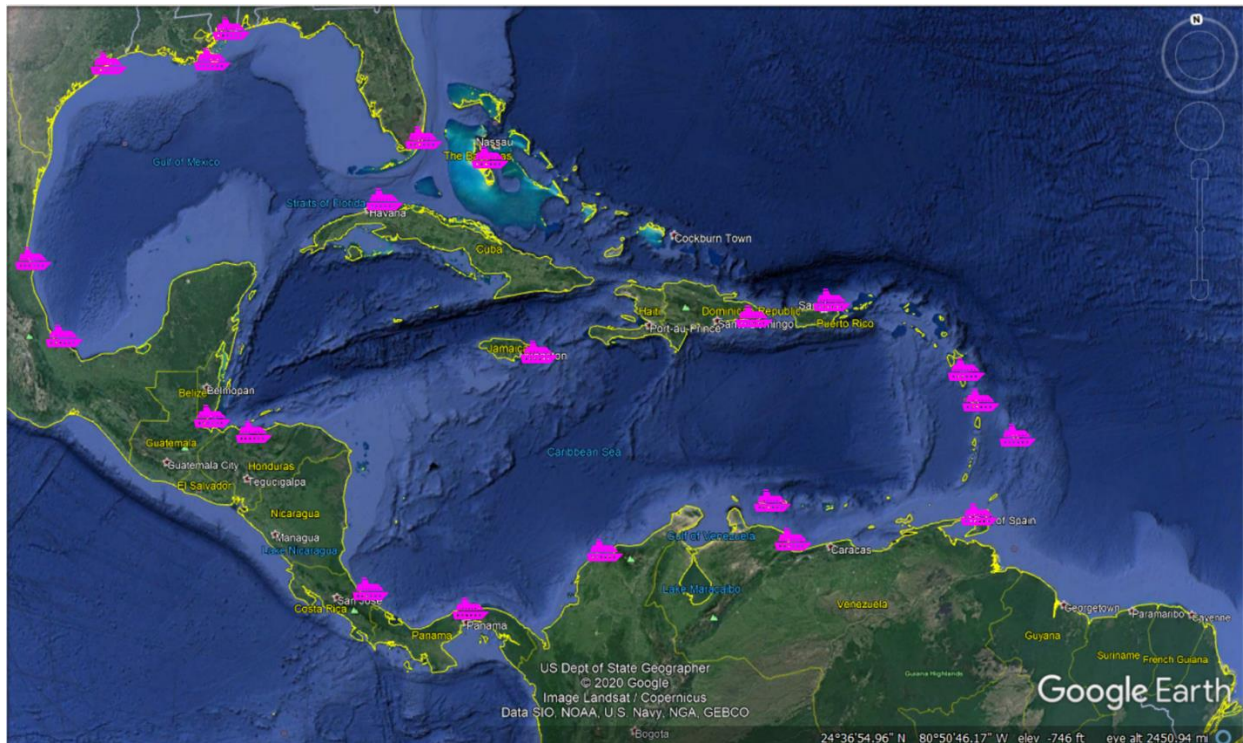 N
Nassau
The Bahamas
Gulf of Mexico
Straits of Florida
Havana
Cuba
Cockburn Town
Haiti
Dominican Republic
Port-au-Prince
Puerto Rico
Jamaica
Kingston
Belize
Belmopan
Guatemala
Guatemala City
Honduras
El Salvador
Tegucigalpa
Caribbean Sea
Nicaragua
Managua
Lake Nicaragua
of Spain
Gulf of Venezuela
Caracas
Lake Maracaibo
Venezuela
San José
Costa Rica
Panama
Panama
Georgetown
Paramaribo
Cayenne
Guyana
Suriname
French Guiana
Guiana Highlands
US Dept of State Geographer
© 2020 Google
Image Landsat / Copernicus
Data SIO, NOAA, U.S. Navy, NGA, GEBCO
Google Earth
Bogota
24°36'54.96" N 80°50'46.17" W elev -746 ft eye alt 2450.94 mi